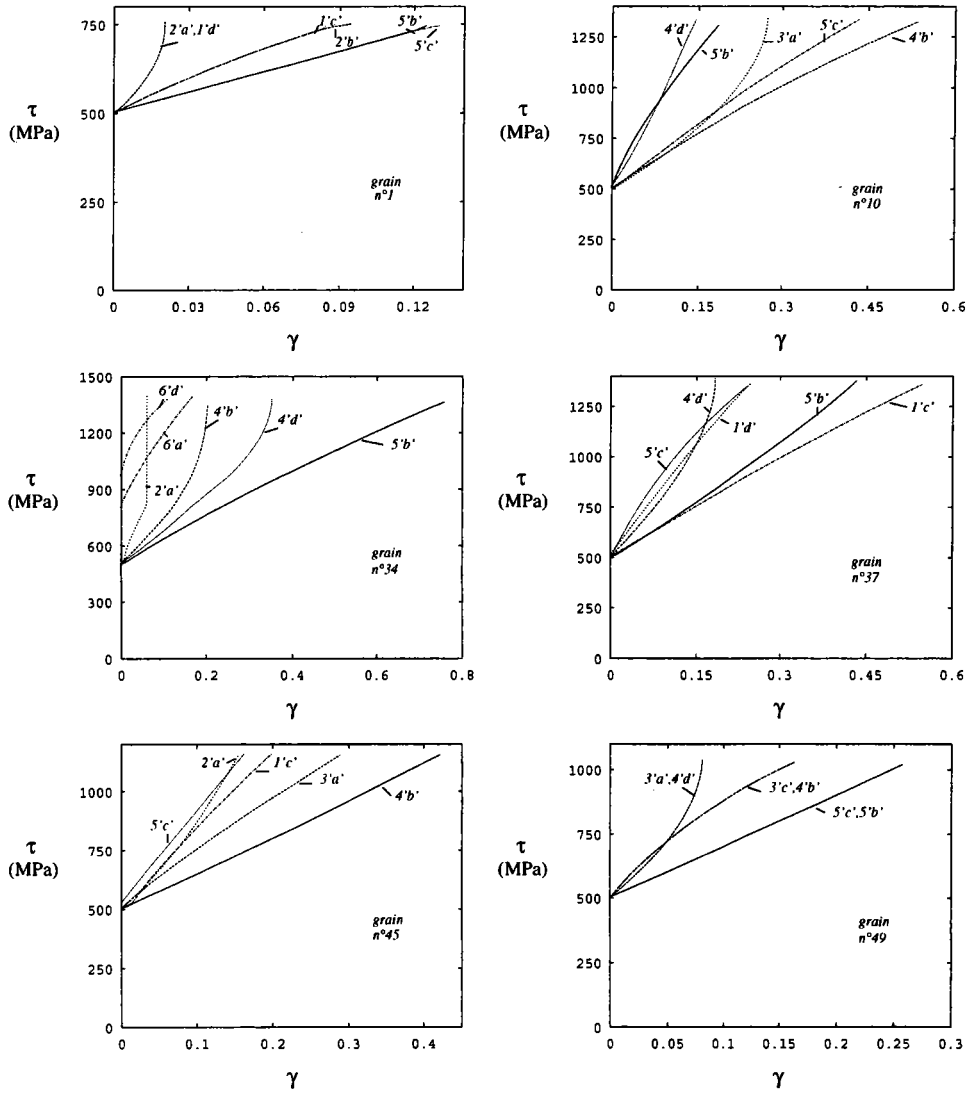 750
2'a',1'd'
1'c'
2'b'
5'b'
5'c'
τ
(MPa)
500
250
0
grain
n°1
0 0.03 0.06 0.09 0.12
γ
1250
4'd'
5'b'
3'a'
5'c'
4'b'
1000
τ
(MPa)
750
500
250
0
grain
n°10
0 0.15 0.3 0.45 0.6
γ
1500
6'd'
6'a'
4'b'
4'd'
5'b'
2'a'
1200
τ
(MPa)
900
600
300
0
grain
n°34
0 0.2 0.4 0.6 0.8
γ
1250
4'd'
1'd'
5'b'
1'c'
5'c'
1000
τ
(MPa)
750
500
250
0
grain
n°37
0 0.15 0.3 0.45 0.6
γ
2'a'
1'c'
3'a'
4'b'
5'c'
1000
τ
(MPa)
750
500
250
0
grain
n°45
0 0.1 0.2 0.3 0.4
γ
1000
3'a',4'd'
3'c',4'b'
5'c',5'b'
τ
(MPa)
750
500
250
0
grain
n°49
0 0.05 0.1 0.15 0.2 0.25 0.3
γ